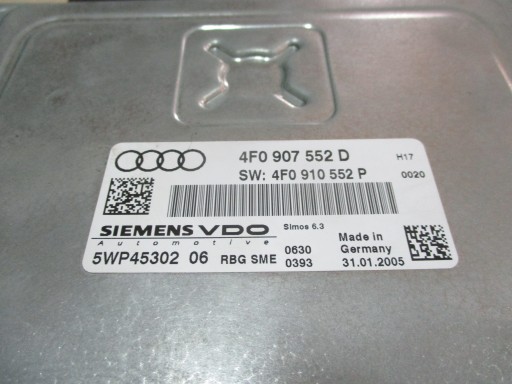 4F0 907 552 D H17
SW: 4F0 910 552 P 0020
SIEMENS VDO Simos 6.3
Automotive
5WP45302 06 RBG SME
0630
0393
Made in
Germany
31.01.2005